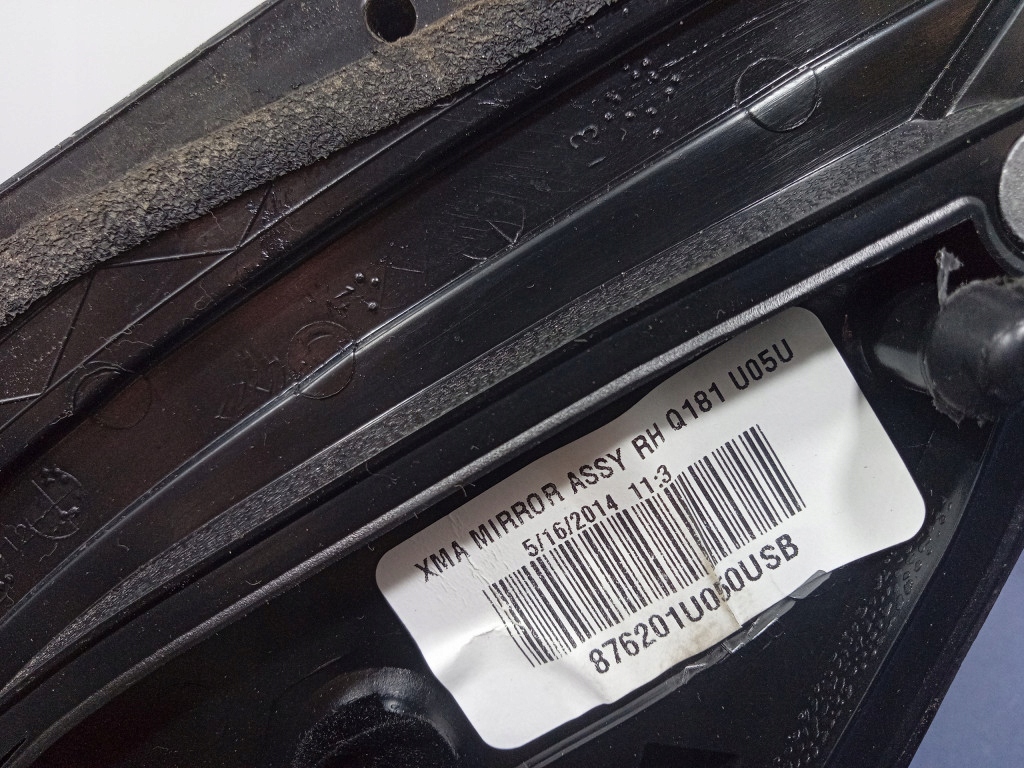 XMA MIRROR ASSY RH Q181 U05U
5/16/2014 11:3
876201U050USB